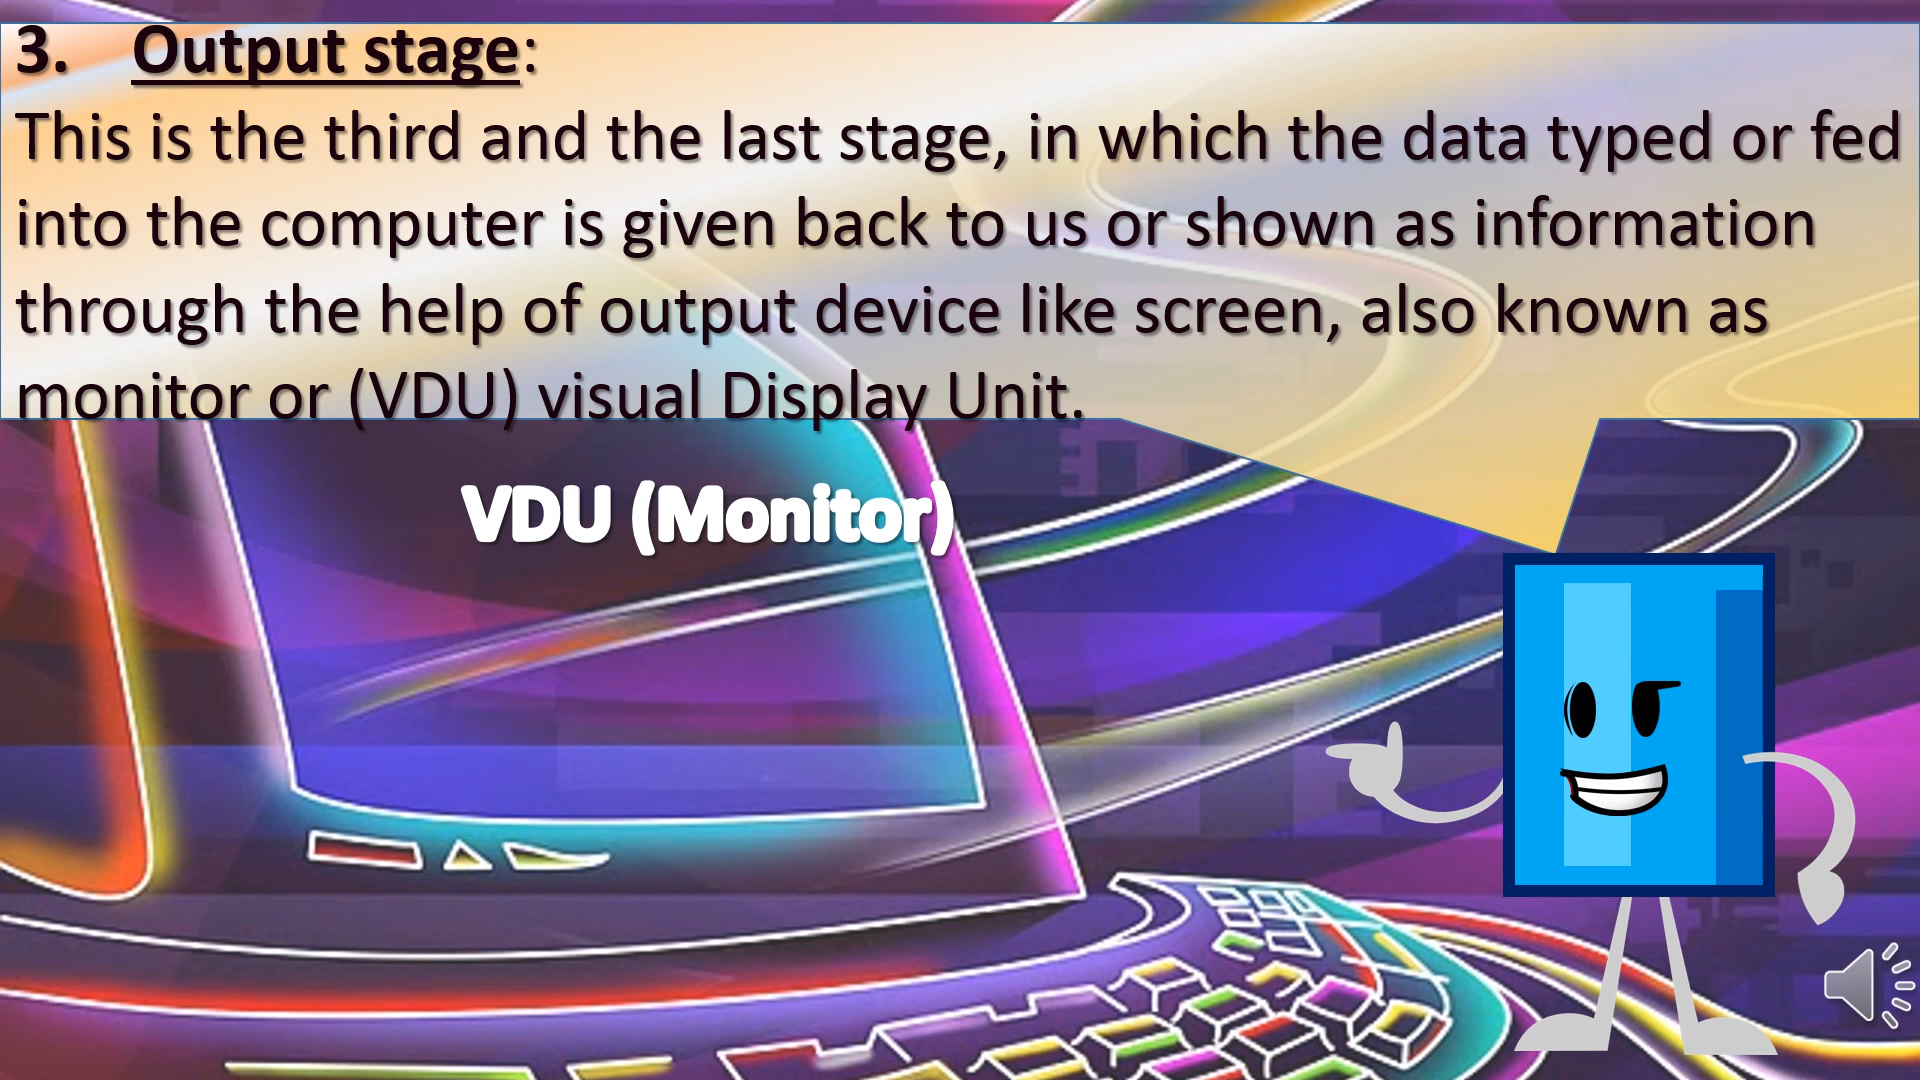 3. Output stage:
This is the third and the last stage, in which the data typed or fed
into the computer is given back to us or shown as information
through the help of output device like screen, also known as
monitor or (VDU) visual Display Unit.
VDU (Monitor)